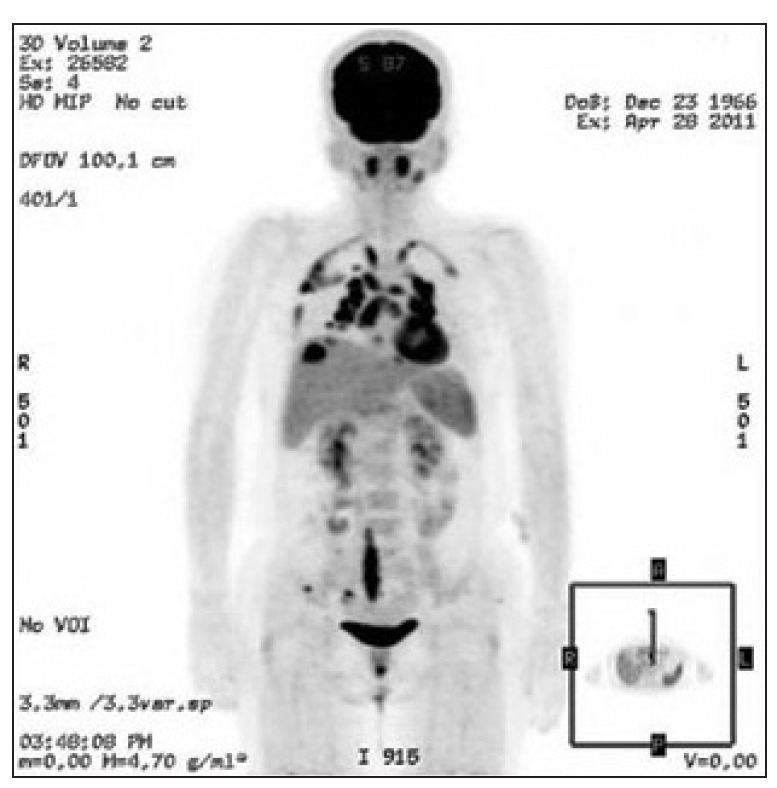 3D Volume 2
Ex: 26582
Se: 4
HD MIP No cut
DFOV 100,1 cm
401/1
S 87
DoB: Dec 23 1966
Ex: Apr 28 2011
R
501
L
501
No VOI
3,3mm /3,3var,sp
03:48:08 PM
m=0,00 M=4,70 g/ml
I 915
A
R
L
P
V=0,00